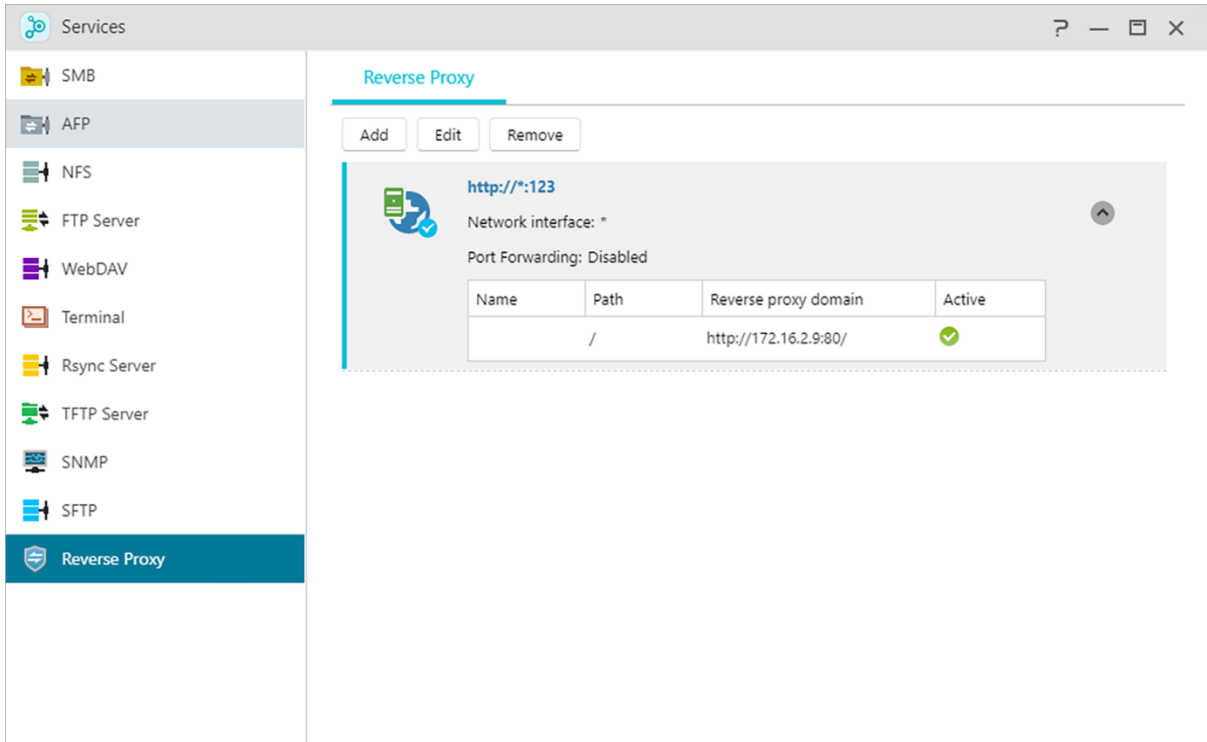 Services
SMB
AFP
NFS
FTP Server
WebDAV
Terminal
Rsync Server
TFTP Server
SNMP
SFTP
Reverse Proxy
Reverse Proxy
Add Edit Remove
http://*:123
Network interface: *
Port Forwarding: Disabled
Name Path Reverse proxy domain Active
/ http://172.16.2.9:80/